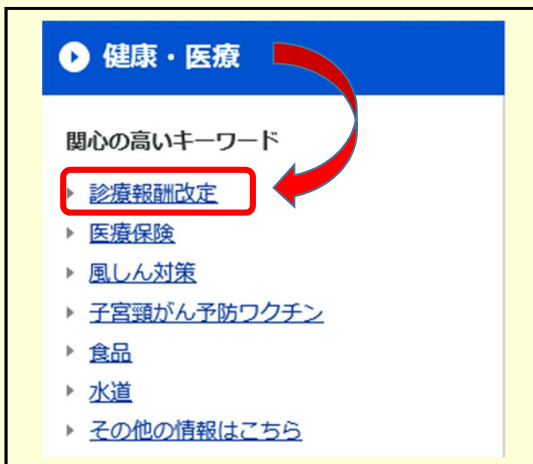 健康・医療
関心の高いキーワード
診療報酬改定
医療保険
風しん対策
子宮頸がん予防ワクチン
食品
水道
その他の情報はこちら